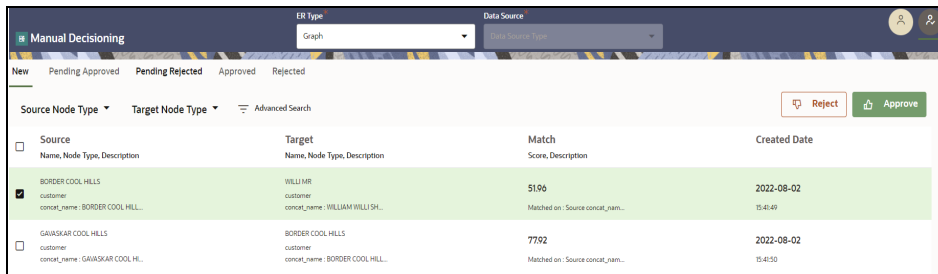 ER Type *
Data Source *
Manual Decisioning
Graph
Data Source Type
New
Pending Approved
Pending Rejected
Approved
Rejected
Source Node Type
Target Node Type
Advanced Search
Reject
Approve
Source
Target
Match
Created Date
Name, Node Type, Description
Name, Node Type, Description
Score, Description
BORDER COOL HILLS
customer
concat_name : BORDER COOL HILL...
WILLI MR
customer
concat_name : WILLIAM WILLI SH...
51.96
Matched on : Source concat_nam...
2022-08-02
15:41:49
GAVASKAR COOL HILLS
customer
concat_name : GAVASKAR COOL HI...
BORDER COOL HILLS
customer
concat_name : BORDER COOL HILL...
77.92
Matched on : Source concat_nam...
2022-08-02
15:41:50